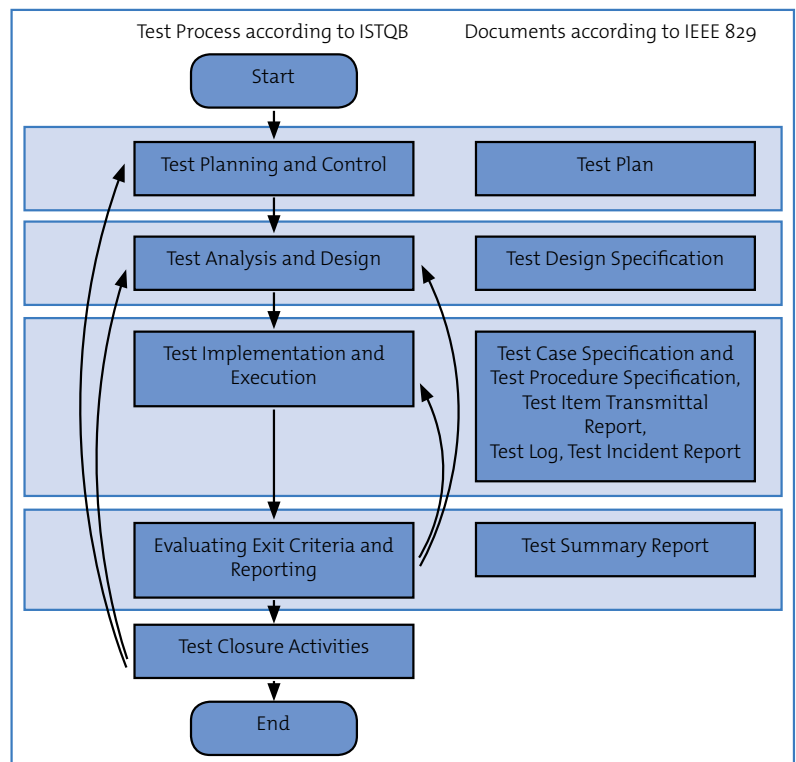 Test Process according to ISTQB
Documents according to IEEE 829
Start
Test Planning and Control
Test Plan
Test Analysis and Design
Test Design Specification
Test Implementation and
Execution
Test Case Specification and
Test Procedure Specification,
Test Item Transmittal
Report,
Test Log, Test Incident Report
Evaluating Exit Criteria and
Reporting
Test Summary Report
Test Closure Activities
End